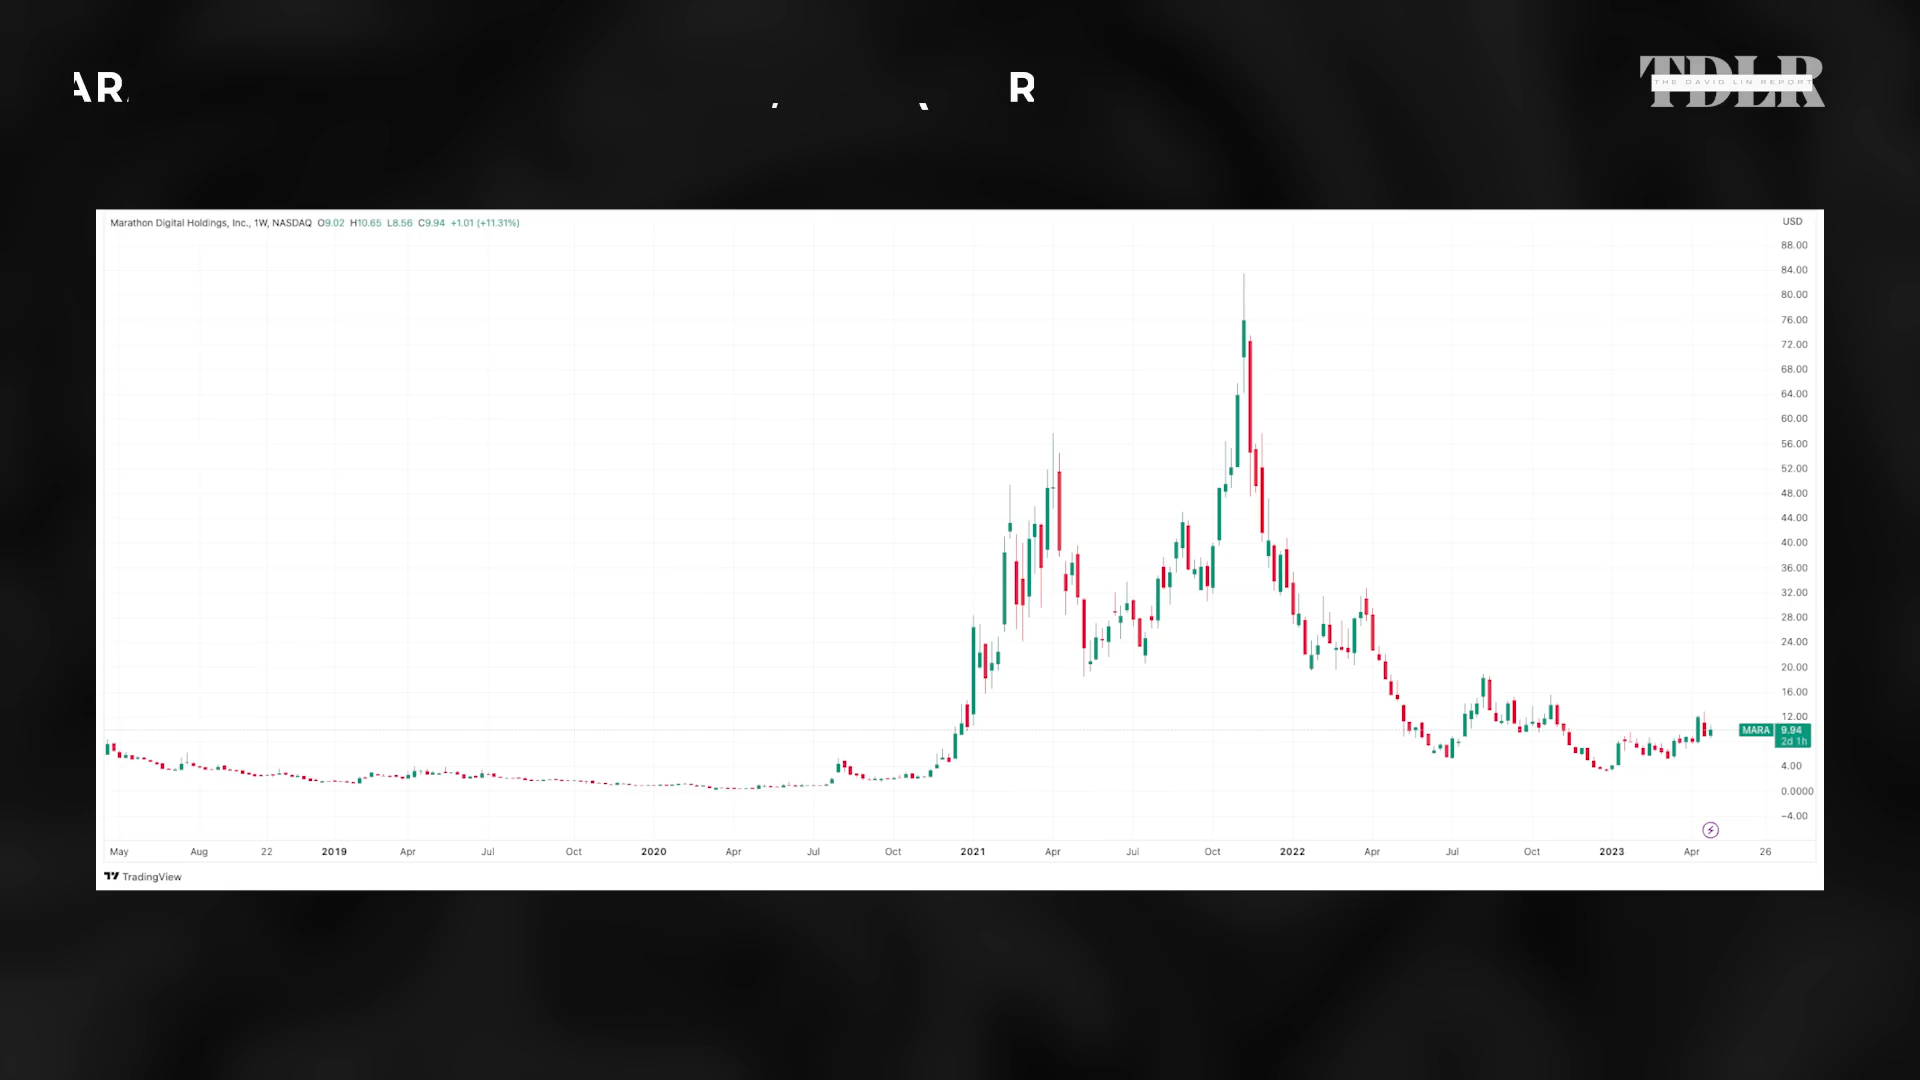 AR
R
TDLR
THE DAVID LIN REPORT
Marathon Digital Holdings, Inc., 1W, NASDAQ O9.02 H10.65 L8.56 C9.94 +1.01 (+11.31%)
USD
88.00
84.00
80.00
76.00
72.00
68.00
64.00
60.00
56.00
52.00
48.00
44.00
40.00
36.00
32.00
28.00
24.00
20.00
16.00
12.00
MARA 9.94
2d 1h
4.00
0.0000
−4.00
May Aug 22 2019 Apr Jul Oct 2020 Apr Jul Oct 2021 Apr Jul Oct 2022 Apr Jul Oct 2023 Apr 26
TradingView